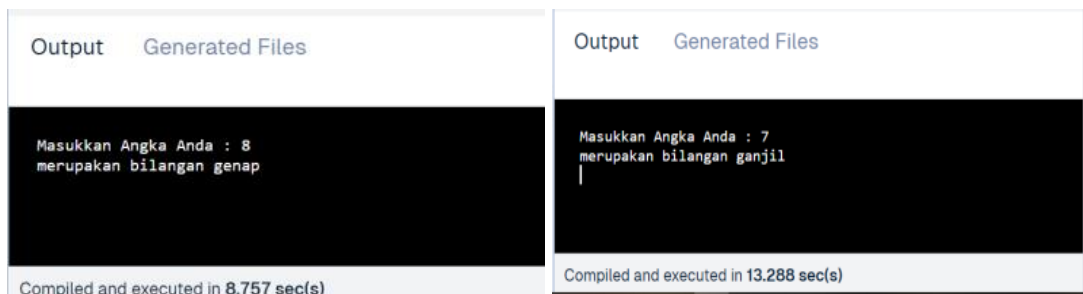 Output Generated Files
Masukkan Angka Anda : 8
merupakan bilangan genap
Compiled and executed in 8.757 sec(s)
Output Generated Files
Masukkan Angka Anda : 7
merupakan bilangan ganjil
Compiled and executed in 13.288 sec(s)